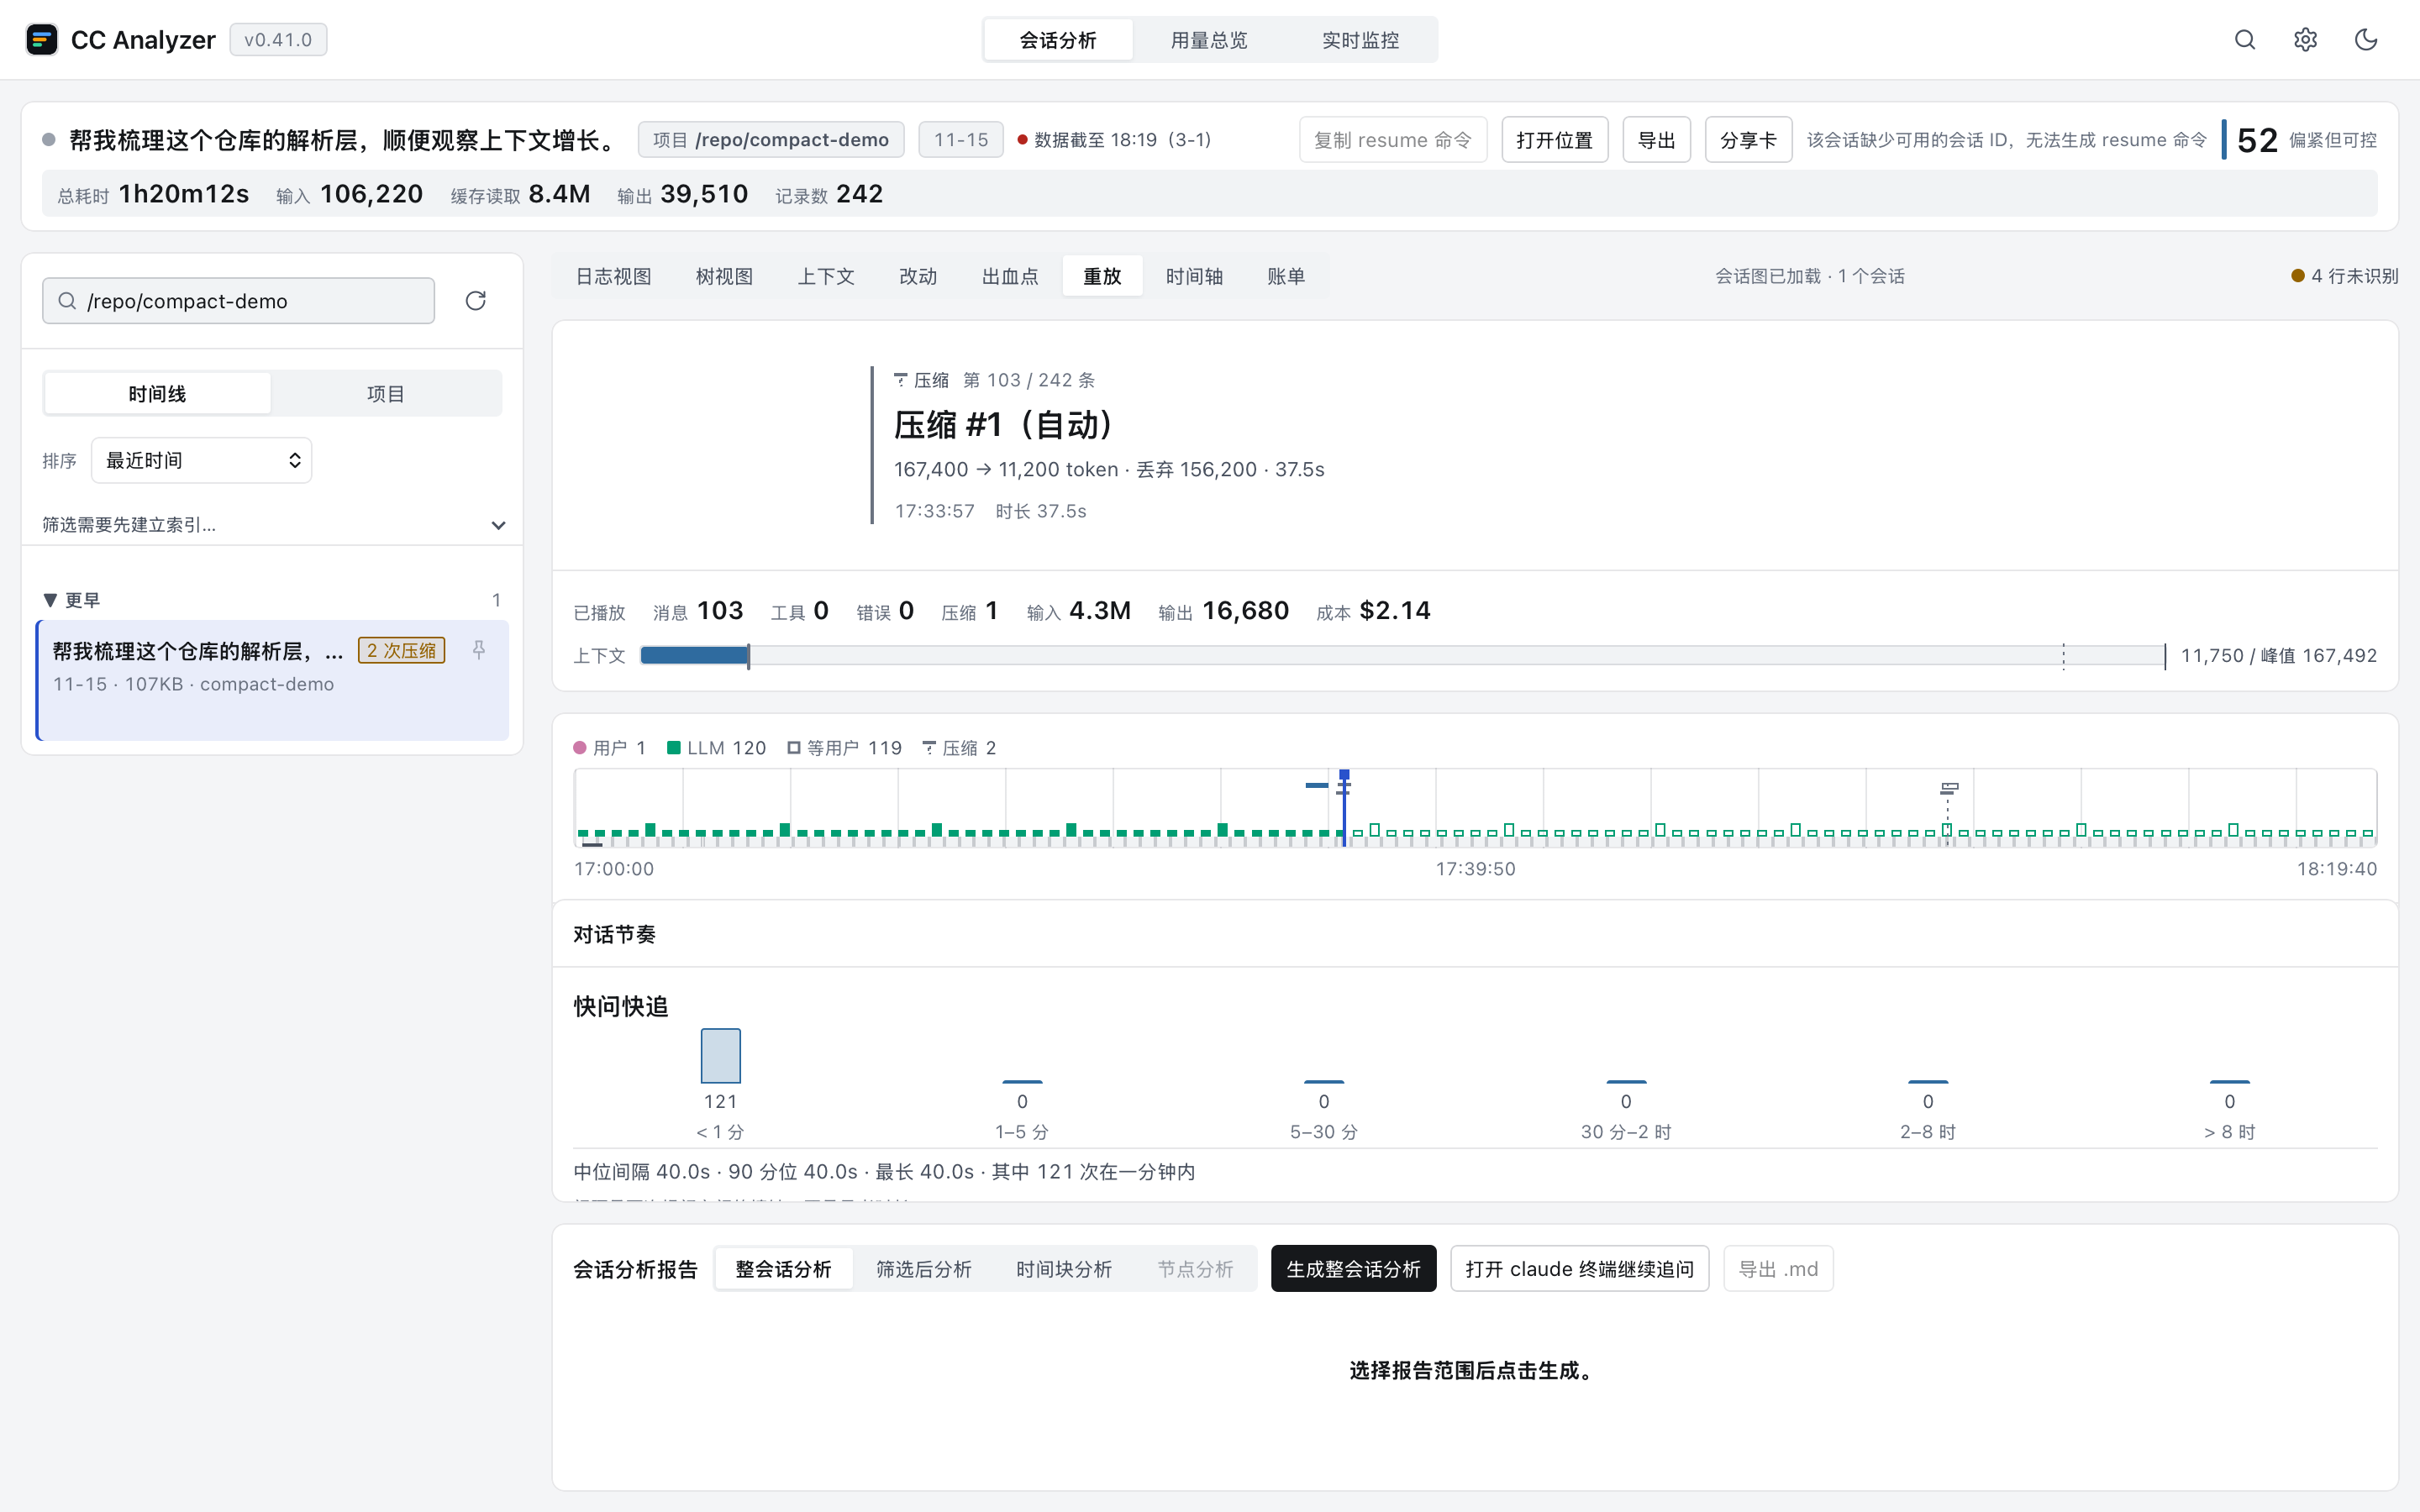 CC Analyzer v0.41.0 会话分析 用量总览 实时监控
帮我梳理这个仓库的解析层，顺便观察上下文增长。 项目 /repo/compact-demo 11-15 数据截至 18:19（3-1） 复制 resume 命令 打开位置 导出 分享卡 该会话缺少可用的会话 ID，无法生成 resume 命令 52 偏紧但可控
总耗时 1h20m12s 输入 106,220 缓存读取 8.4M 输出 39,510 记录数 242
/repo/compact-demo
时间线 项目
排序 最近时间
筛选需要先建立索引...
▼ 更早 1
帮我梳理这个仓库的解析层，... 2 次压缩
11-15 · 107KB · compact-demo
日志视图 树视图 上下文 改动 出血点 重放 时间轴 账单 会话图已加载 · 1 个会话 4 行未识别
压缩 第 103 / 242 条
压缩 #1（自动）
167,400 → 11,200 token · 丢弃 156,200 · 37.5s
17:33:57 时长 37.5s
已播放 消息 103 工具 0 错误 0 压缩 1 输入 4.3M 输出 16,680 成本 $2.14
上下文 11,750 / 峰值 167,492
用户 1 LLM 120 等用户 119 压缩 2
17:00:00 17:39:50 18:19:40
对话节奏
快问快追
121 0 0 0 0 0
< 1 分 1–5 分 5–30 分 30 分–2 时 2–8 时 > 8 时
中位间隔 40.0s · 90 分位 40.0s · 最长 40.0s · 其中 121 次在一分钟内
会话分析报告 整会话分析 筛选后分析 时间块分析 节点分析 生成整会话分析 打开 claude 终端继续追问 导出 .md
选择报告范围后点击生成。